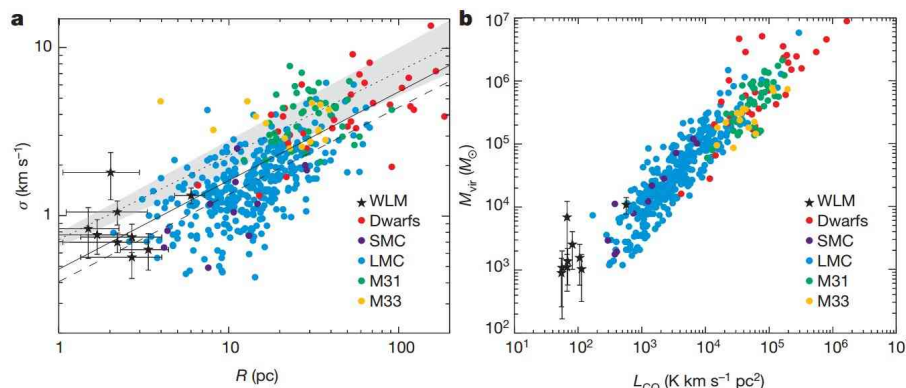 a
10
1
σ
(km s⁻¹)
1
10
100
R (pc)
WLM
Dwarfs
SMC
LMC
M31
M33
b
10⁷
10⁶
10⁵
10⁴
10³
10²
M_vir (M_⊙)
10¹
10²
10³
10⁴
10⁵
10⁶
10⁷
L_CO (K km s⁻¹ pc²)
WLM
Dwarfs
SMC
LMC
M31
M33